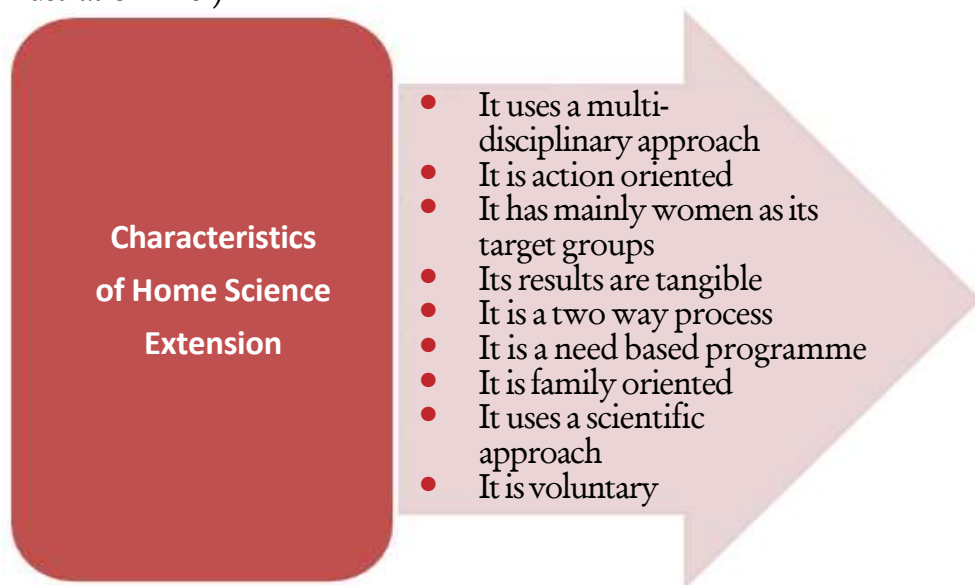 Characteristics
of Home Science
Extension
• It uses a multi-
disciplinary approach
• It is action oriented
• It has mainly women as its
target groups
• Its results are tangible
• It is a two way process
• It is a need based programme
• It is family oriented
• It uses a scientific
approach
• It is voluntary